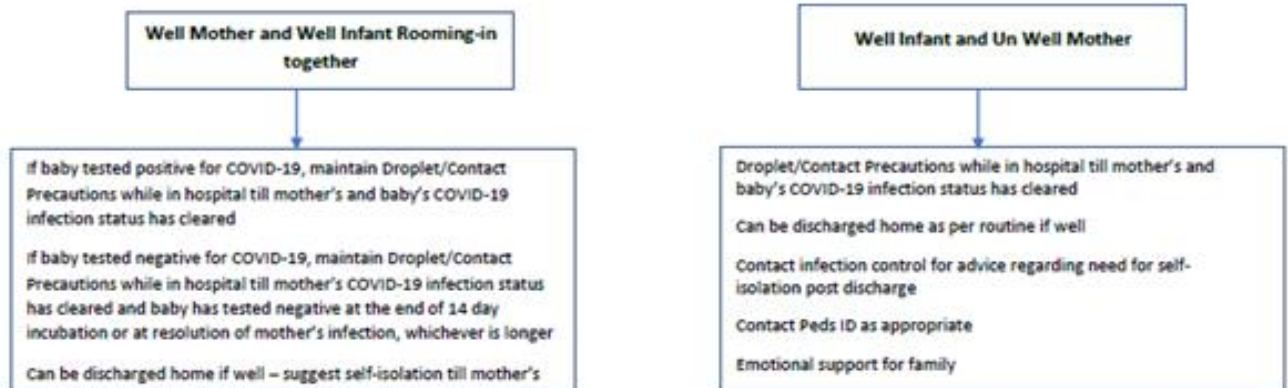 Well Mother and Well Infant Rooming-in
together
If baby tested positive for COVID-19, maintain Droplet/Contact
Precautions while in hospital till mother's and baby's COVID-19
infection status has cleared
If baby tested negative for COVID-19, maintain Droplet/Contact
Precautions while in hospital till mother's COVID-19 infection status
has cleared and baby has tested negative at the end of 14 day
incubation or at resolution of mother's infection, whichever is longer
Can be discharged home if well – suggest self-isolation till mother's
Well Infant and Un Well Mother
Droplet/Contact Precautions while in hospital till mother's and
baby's COVID-19 infection status has cleared
Can be discharged home as per routine if well
Contact infection control for advice regarding need for self-
isolation post discharge
Contact Peds ID as appropriate
Emotional support for family